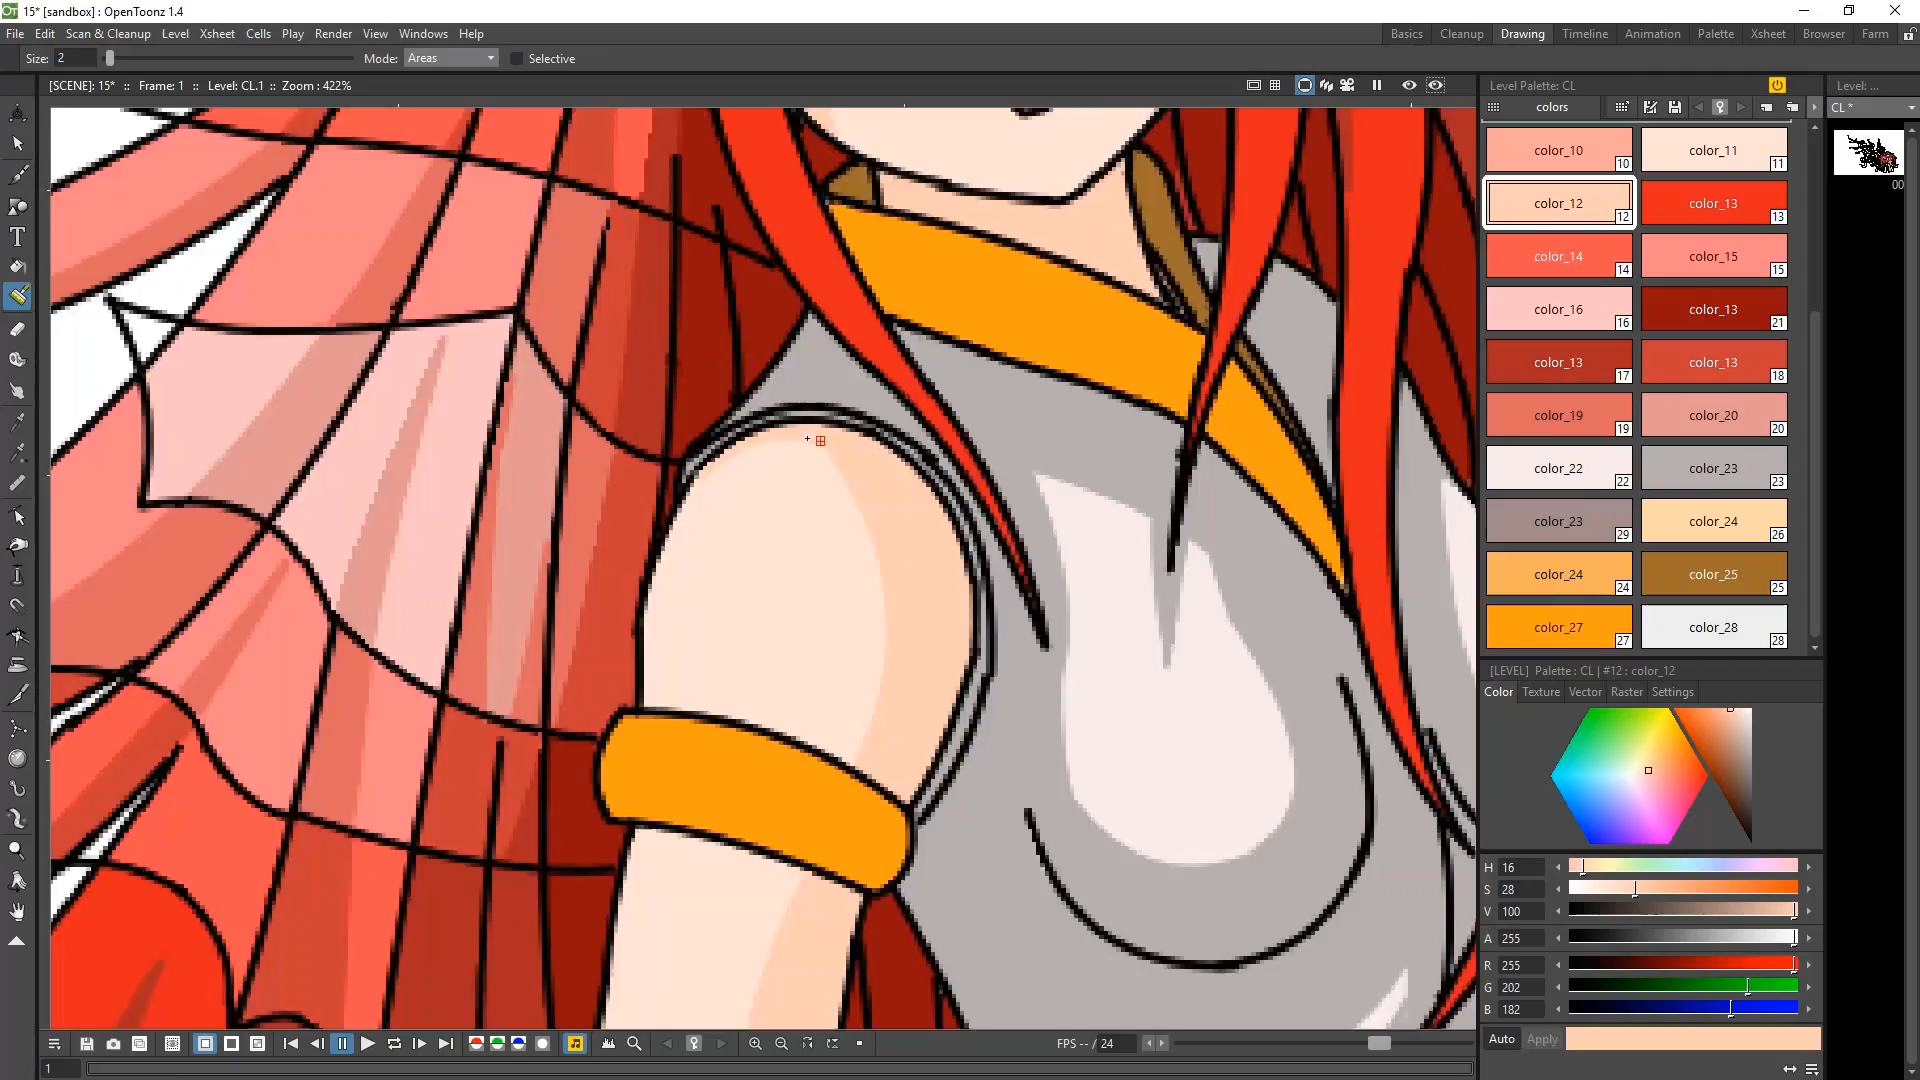 15* [sandbox] : OpenToonz 1.4
File Edit Scan & Cleanup Level Xsheet Cells Play Render View Windows Help
Basics Cleanup Drawing Timeline Animation Palette Xsheet Browser Farm
Size: 2 Mode: Areas Selective
[SCENE]: 15* :: Frame: 1 :: Level: CL.1 :: Zoom : 422%
Level Palette: CL
Level: ...
colors
CL *
color_10 10 color_11 11
color_12 12 color_13 13
color_14 14 color_15 15
color_16 16 color_13 21
color_13 17 color_13 18
color_19 19 color_20 20
color_22 22 color_23 23
color_23 29 color_24 26
color_24 24 color_25 25
color_27 27 color_28 28
00
[LEVEL] Palette : CL | #12 : color_12
Color Texture Vector Raster Settings
H 16
S 28
V 100
A 255
R 255
G 202
B 182
Auto Apply
FPS -- / 24
1